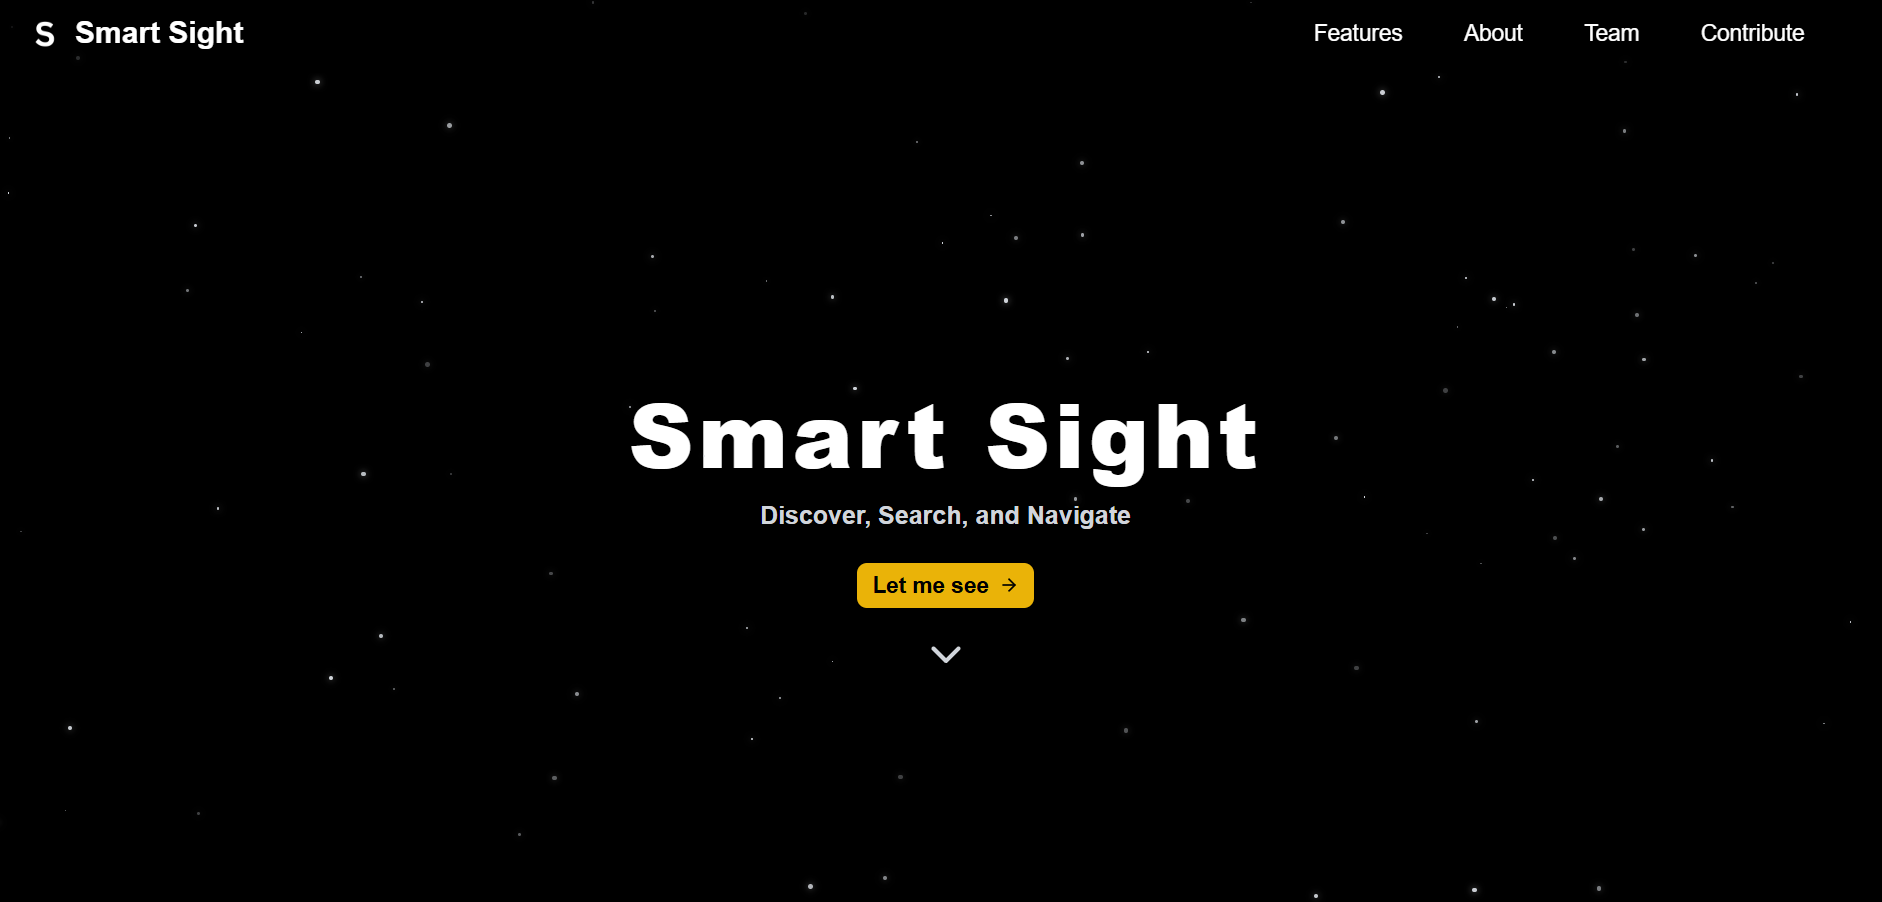 S Smart Sight
Features About Team Contribute
Smart Sight
Discover, Search, and Navigate
Let me see →